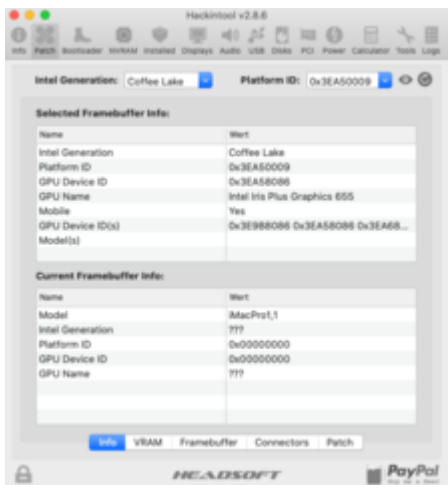 Hackintool v2.8.6
Info Patch Bootloader NVRAM Installed Displays Audio USB Disks PCI Power Calculator Tools Logs
Intel Generation: Coffee Lake Platform ID: 0x3EA50009
Selected Framebuffer Info:
Name Wert
Intel Generation Coffee Lake
Platform ID 0x3EA50009
GPU Device ID 0x3EA58086
GPU Name Intel Iris Plus Graphics 655
Mobile Yes
GPU Device ID(s) 0x3E988086 0x3EA58086 0x3EA68...
Model(s)
Current Framebuffer Info:
Name Wert
Model iMacPro1,1
Intel Generation ???
Platform ID 0x00000000
GPU Device ID 0x00000000
GPU Name ???
Info VRAM Framebuffer Connectors Patch
HEADSOFT PayPal